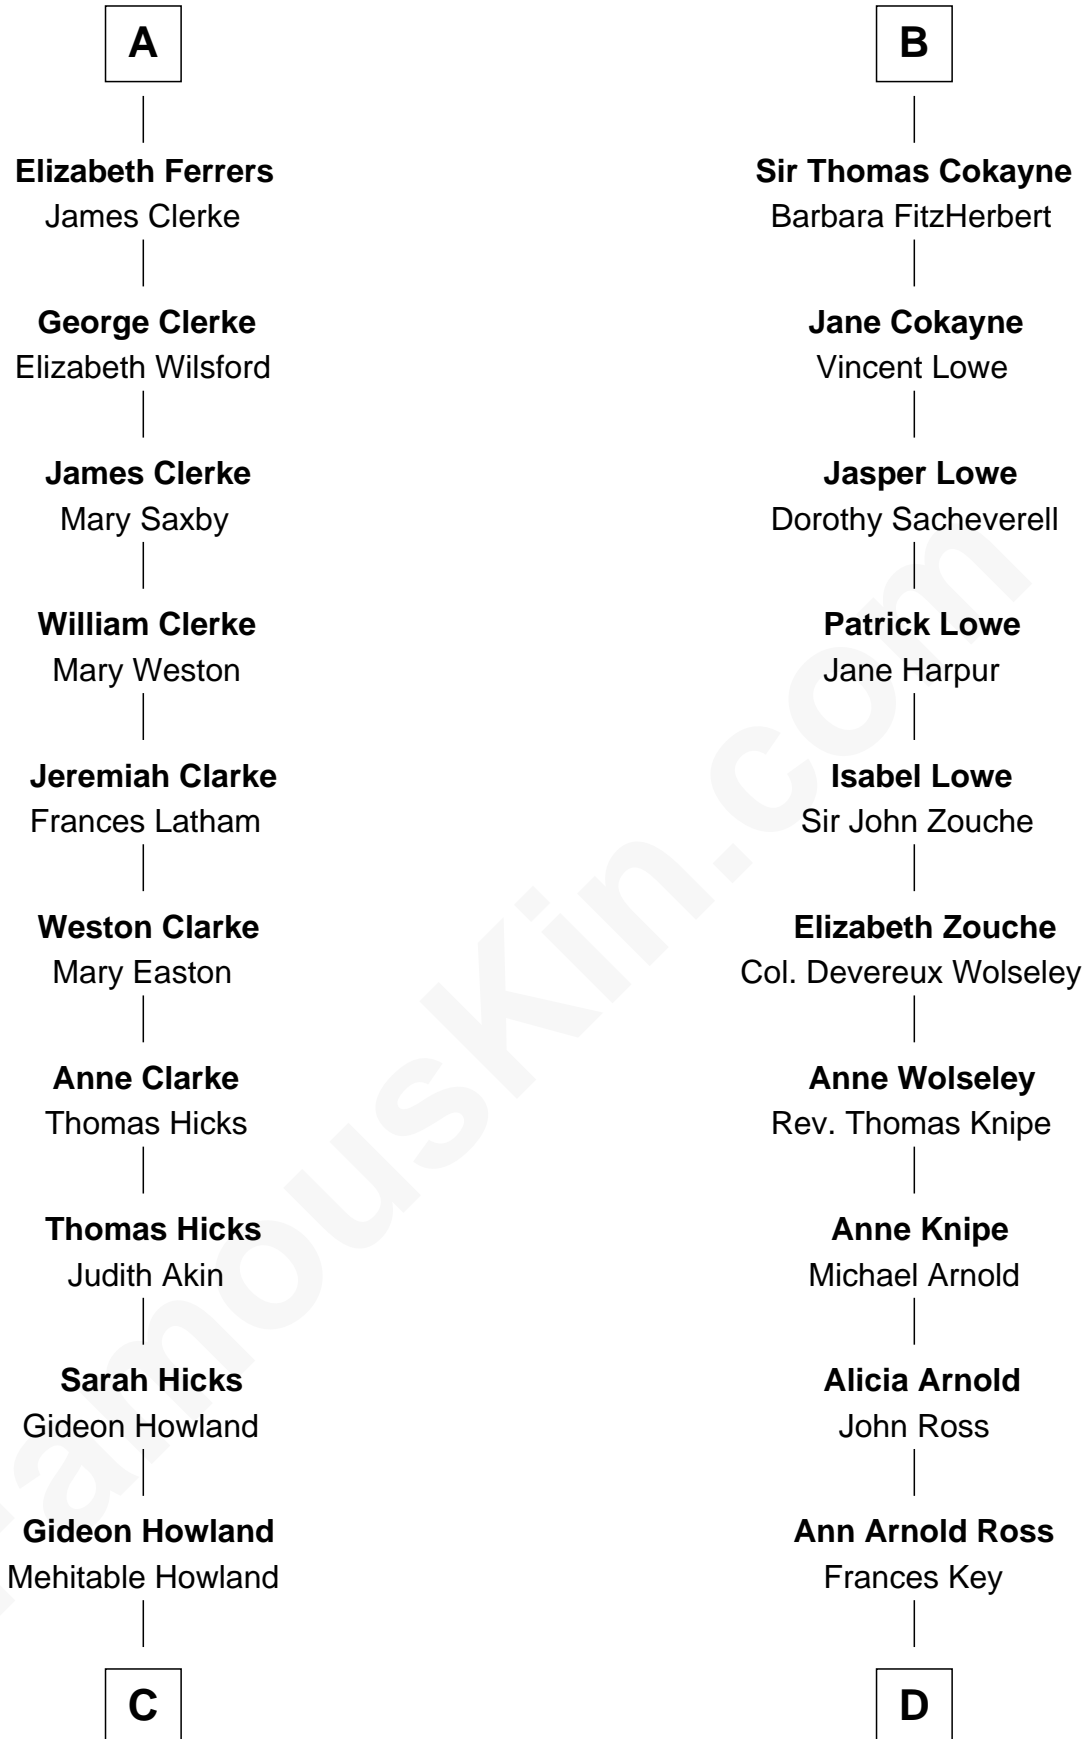 A
Elizabeth Ferrers
James Clerke
George Clerke
Elizabeth Wilsford
James Clerke
Mary Saxby
William Clerke
Mary Weston
Jeremiah Clarke
Frances Latham
Weston Clarke
Mary Easton
Anne Clarke
Thomas Hicks
Thomas Hicks
Judith Akin
Sarah Hicks
Gideon Howland
Gideon Howland
Mehitable Howland
C
B
Sir Thomas Cokayne
Barbara FitzHerbert
Jane Cokayne
Vincent Lowe
Jasper Lowe
Dorothy Sacheverell
Patrick Lowe
Jane Harpur
Isabel Lowe
Sir John Zouche
Elizabeth Zouche
Col. Devereux Wolseley
Anne Wolseley
Rev. Thomas Knipe
Anne Knipe
Michael Arnold
Alicia Arnold
John Ross
Ann Arnold Ross
Frances Key
D
FamousKin.com